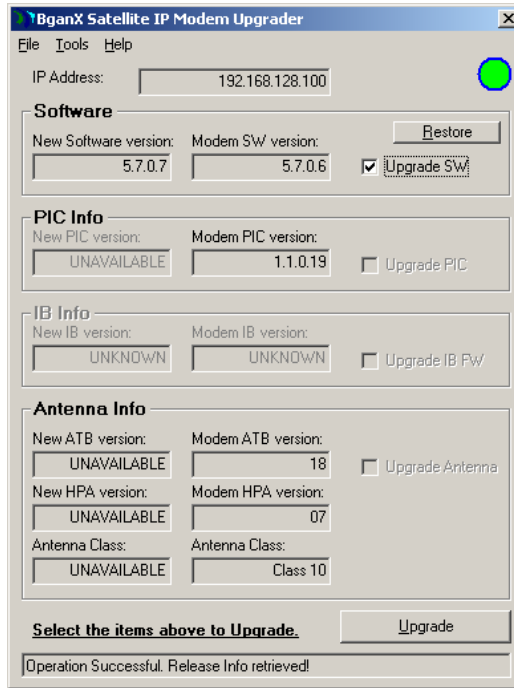 BganX Satellite IP Modem Upgrader
File Tools Help
IP Address: 192.168.128.100
Software
Restore
New Software version: Modem SW version:
5.7.0.7 5.7.0.6 Upgrade SW
PIC Info
New PIC version: Modem PIC version:
UNAVAILABLE 1.1.0.19 Upgrade PIC
IB Info
New IB version: Modem IB version:
UNKNOWN UNKNOWN Upgrade IB FW
Antenna Info
New ATB version: Modem ATB version:
UNAVAILABLE 18 Upgrade Antenna
New HPA version: Modem HPA version:
UNAVAILABLE 07
Antenna Class: Antenna Class:
UNAVAILABLE Class 10
Select the items above to Upgrade. Upgrade
Operation Successful. Release Info retrieved!